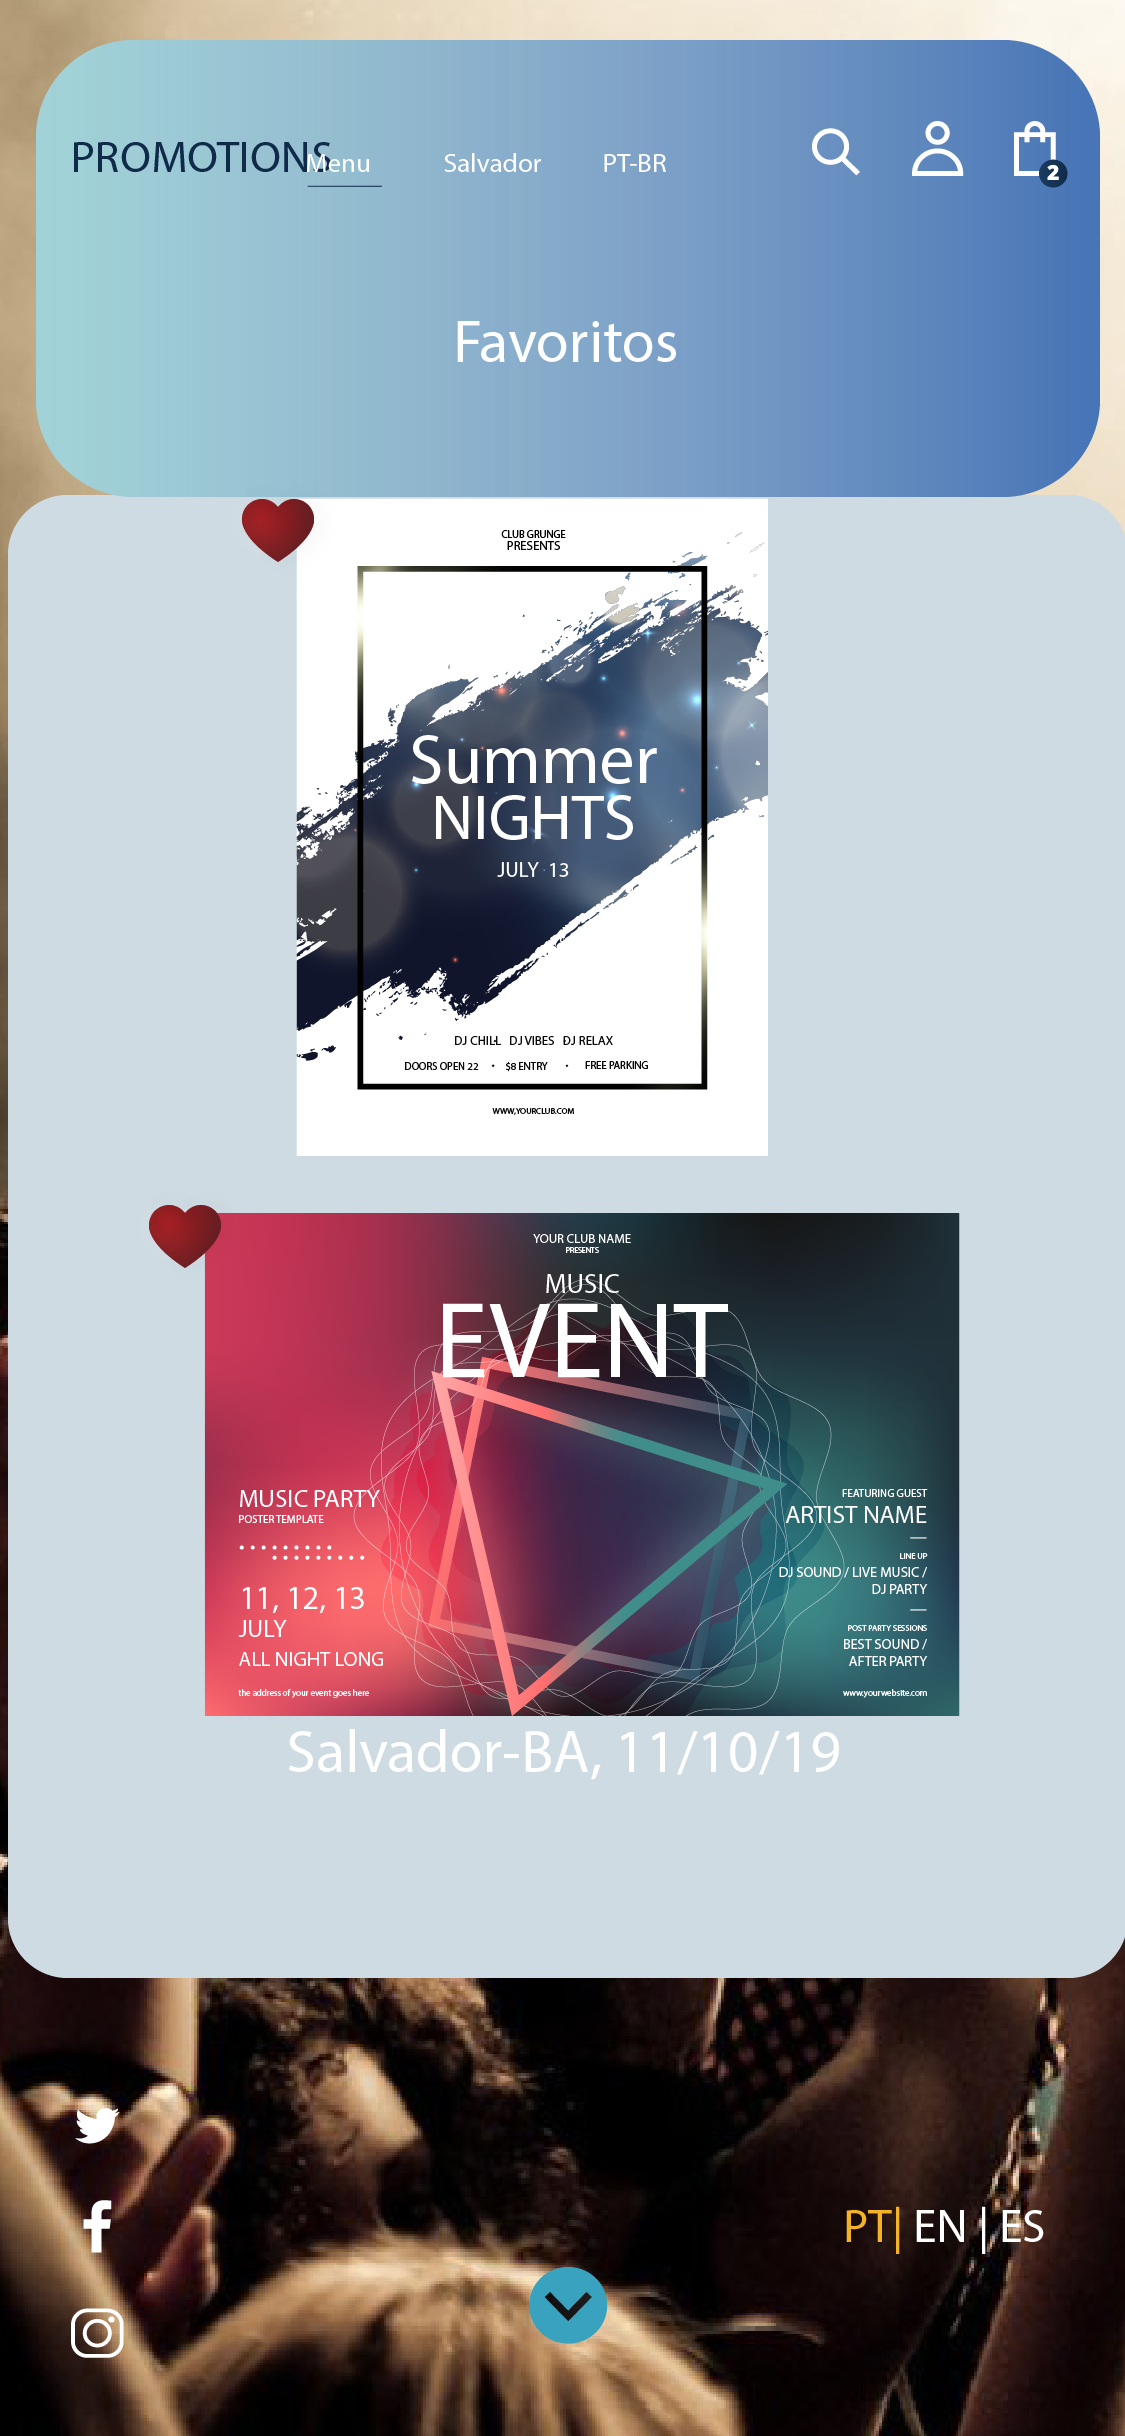 PROMOTIONS Menu Salvador PT-BR
2
Favoritos
CLUB GRUNGE
PRESENTS
Summer
NIGHTS
JULY 13
DJ CHILL DJ VIBES DJ RELAX
DOORS OPEN 22 • $8 ENTRY • FREE PARKING
WWW.YOURCLUB.COM
YOUR CLUB NAME
PRESENTS
MUSIC
EVENT
MUSIC PARTY
POSTER TEMPLATE
11, 12, 13
JULY
ALL NIGHT LONG
the address of your event goes here
FEATURING GUEST
ARTIST NAME
LINE UP
DJ SOUND / LIVE MUSIC /
DJ PARTY
POST PARTY SESSIONS
BEST SOUND /
AFTER PARTY
www.yourwebsite.com
Salvador-BA, 11/10/19
PT| EN | ES